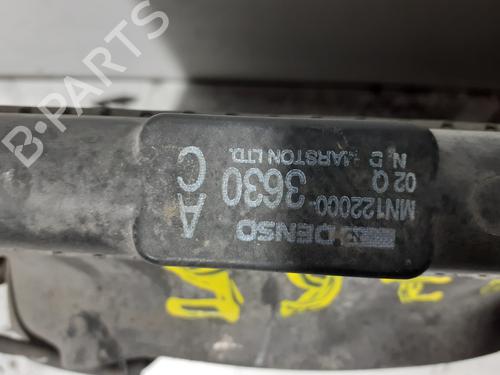 B-PARTS
DENSO
MN122000-3630
02 Q
N D MARSTON LTD.
A C